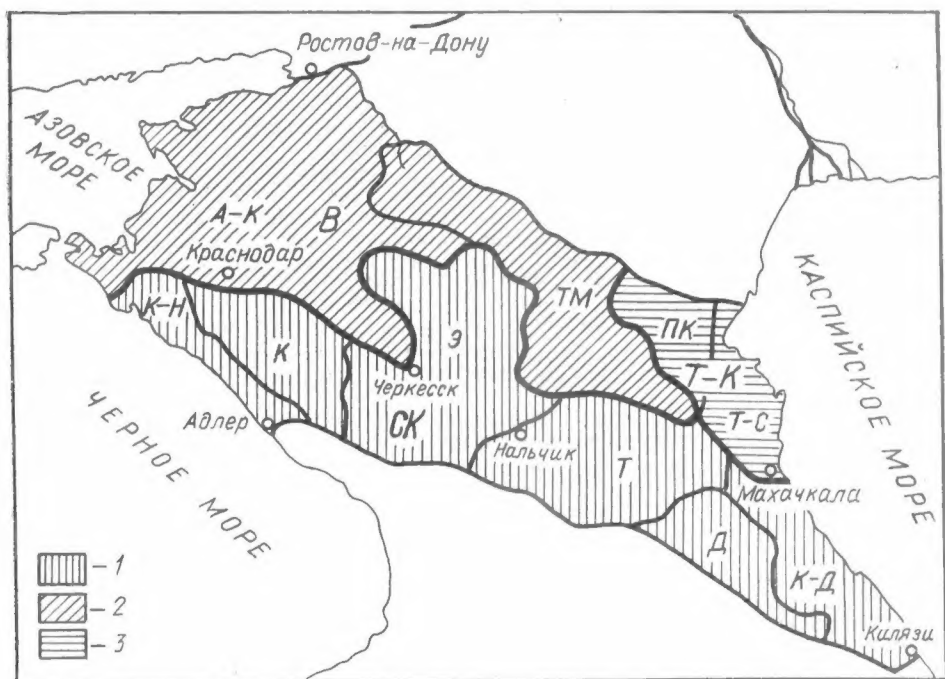 Ростов-на-Дону
АЗОВСКОЕ
МОРЕ
А-К
В
Краснодар
К-Н
К
Э
ТМ
ПК
Т-К
Т-С
КАСПИЙСКОЕ МОРЕ
Черкесск
СК
Адлер
Нальчик
Т
Махачкала
ЧЕРНОЕ МОРЕ
Д
К-Д
Килязи
-1
-2
-3